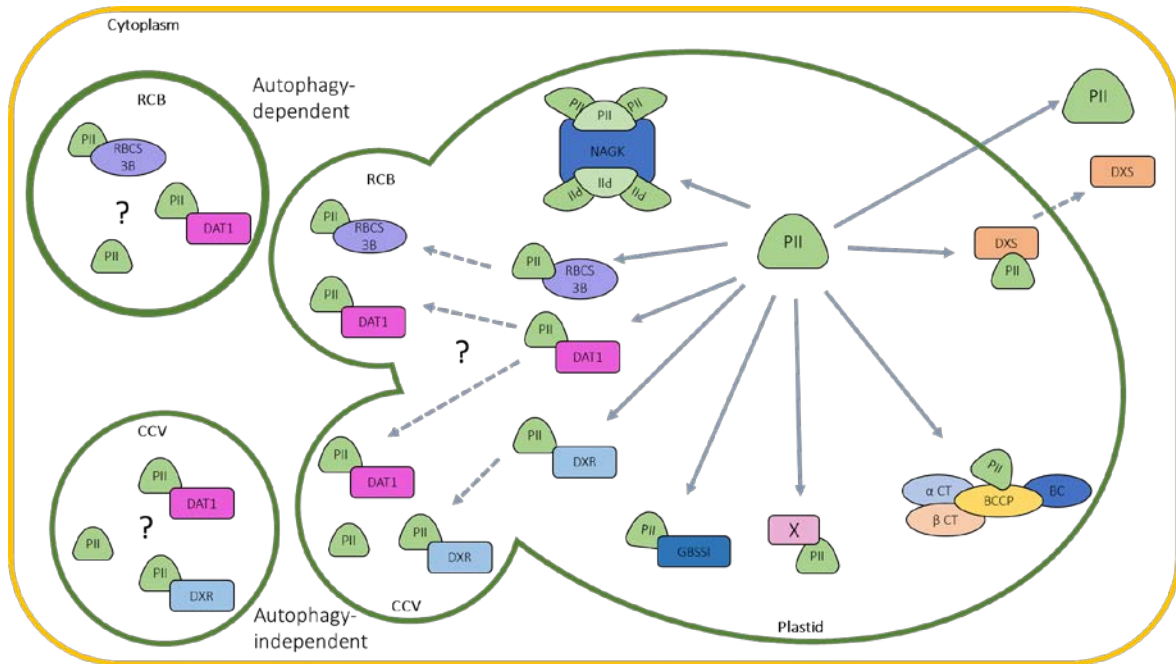 Cytoplasm
RCB
Autophagy-
dependent
PII
RBCS
3B
?
PII
DAT1
PII
RCB
PII
RBCS
3B
PII
DAT1
PII
PII
PII
NAGK
PII
PII
PII
PII
RBCS
3B
PII
DAT1
?
PII
PII
DXS
DXS
PII
CCV
PII
DAT1
?
PII
PII
DXR
Autophagy-
independent
PII
DAT1
PII
PII
DXR
CCV
PII
DXR
PII
GBSSI
X
PII
PII
α CT
BCCP
BC
β CT
Plastid